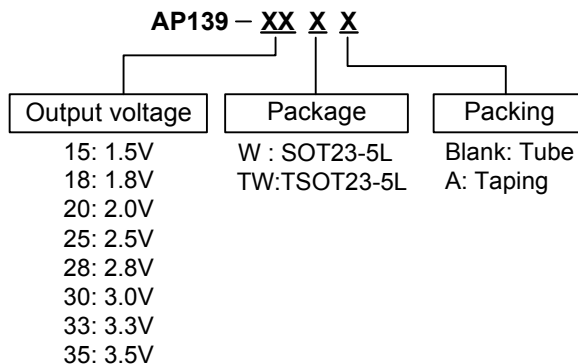 AP139 – XX X X
Output voltage
15: 1.5V
18: 1.8V
20: 2.0V
25: 2.5V
28: 2.8V
30: 3.0V
33: 3.3V
35: 3.5V
Package
W : SOT23-5L
TW:TSOT23-5L
Packing
Blank: Tube
A: Taping